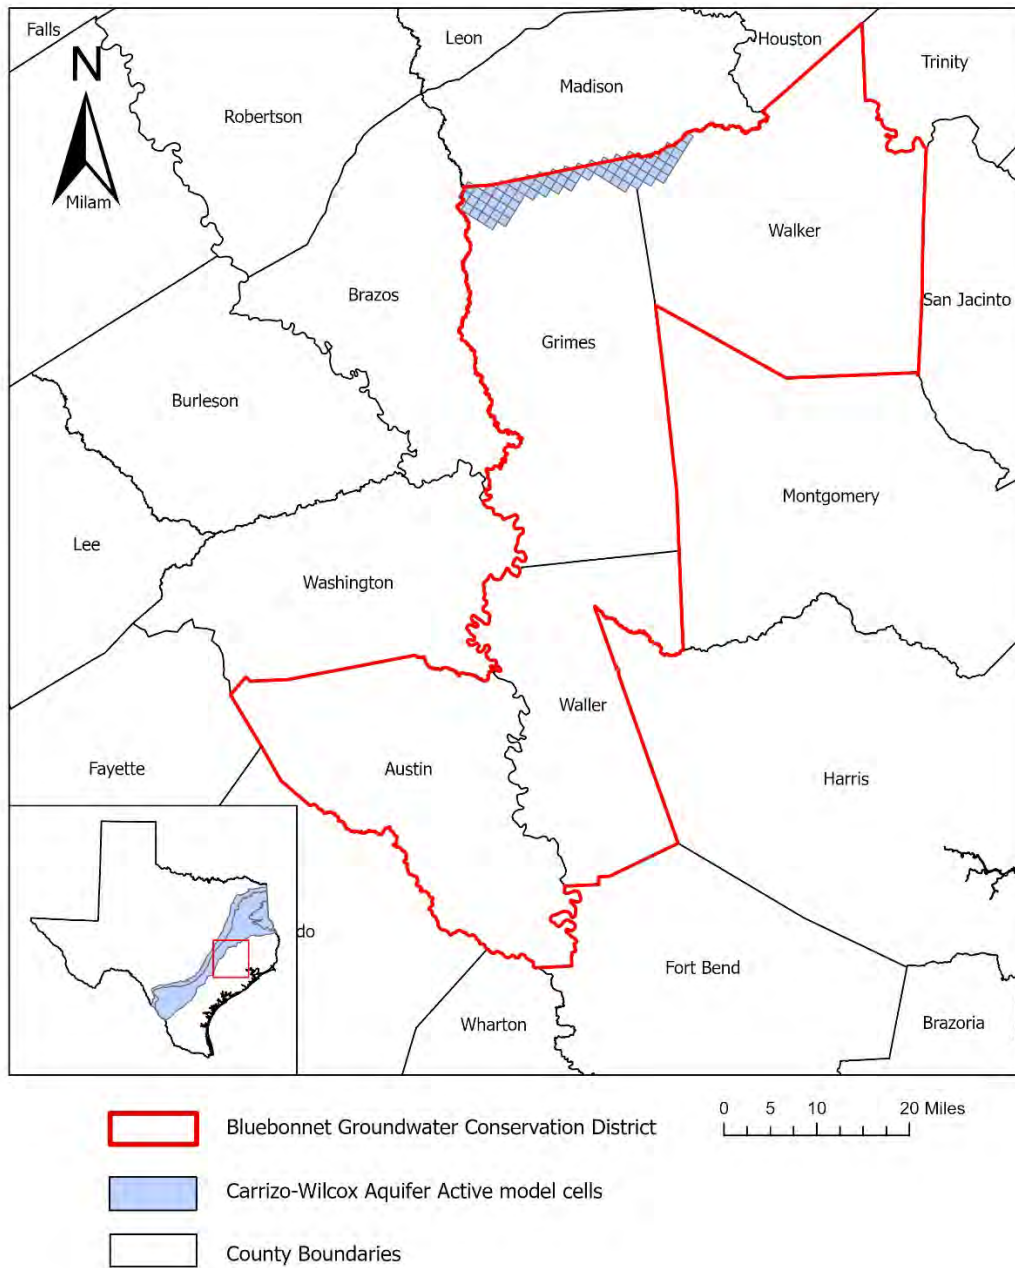 Falls
Leon
Houston
Trinity
N
Madison
Robertson
Milam
Walker
Brazos
San Jacinto
Grimes
Burleson
Montgomery
Lee
Washington
Waller
Fayette
Austin
Harris
do
Fort Bend
Wharton
Brazoria
Bluebonnet Groundwater Conservation District
0 5 10 20 Miles
Carrizo-Wilcox Aquifer Active model cells
County Boundaries